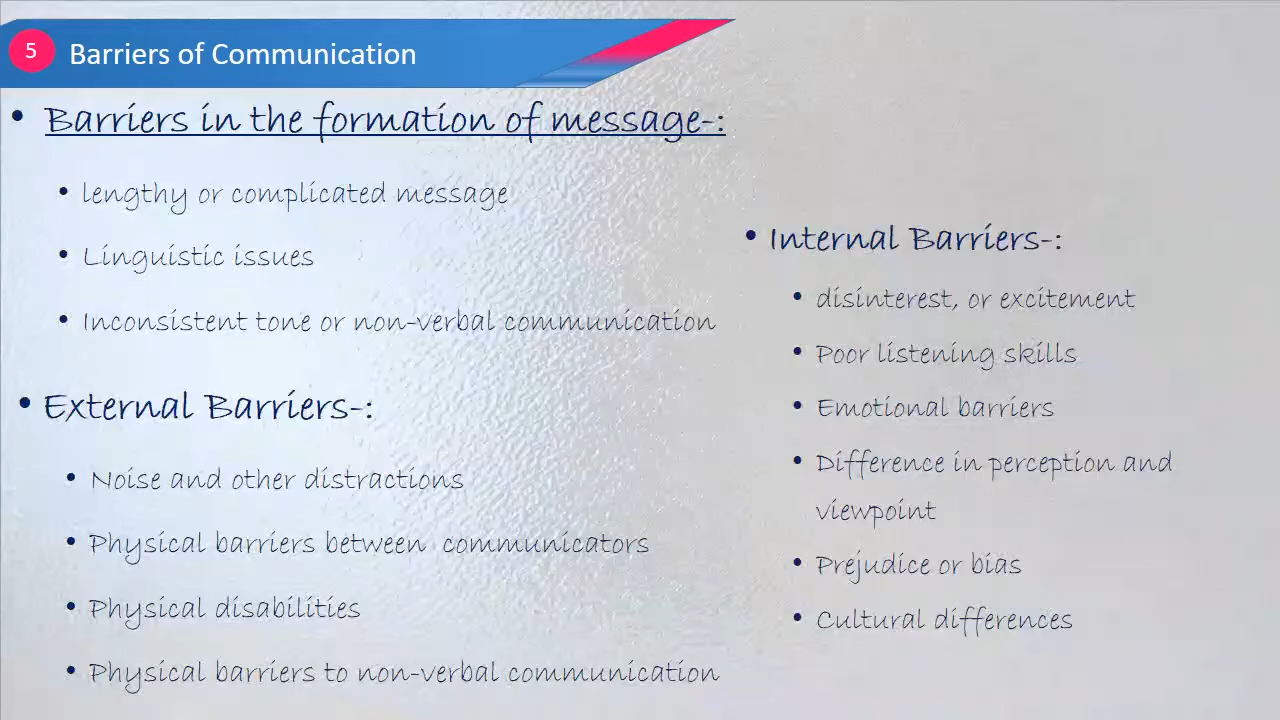 5 Barriers of Communication
• Barriers in the formation of message-:
• lengthy or complicated message
• Linguistic issues
• Inconsistent tone or non-verbal communication
• External Barriers-:
• Noise and other distractions
• Physical barriers between communicators
• Physical disabilities
• Physical barriers to non-verbal communication
• Internal Barriers-:
• disinterest, or excitement
• Poor listening skills
• Emotional barriers
• Difference in perception and
viewpoint
• Prejudice or bias
• Cultural differences